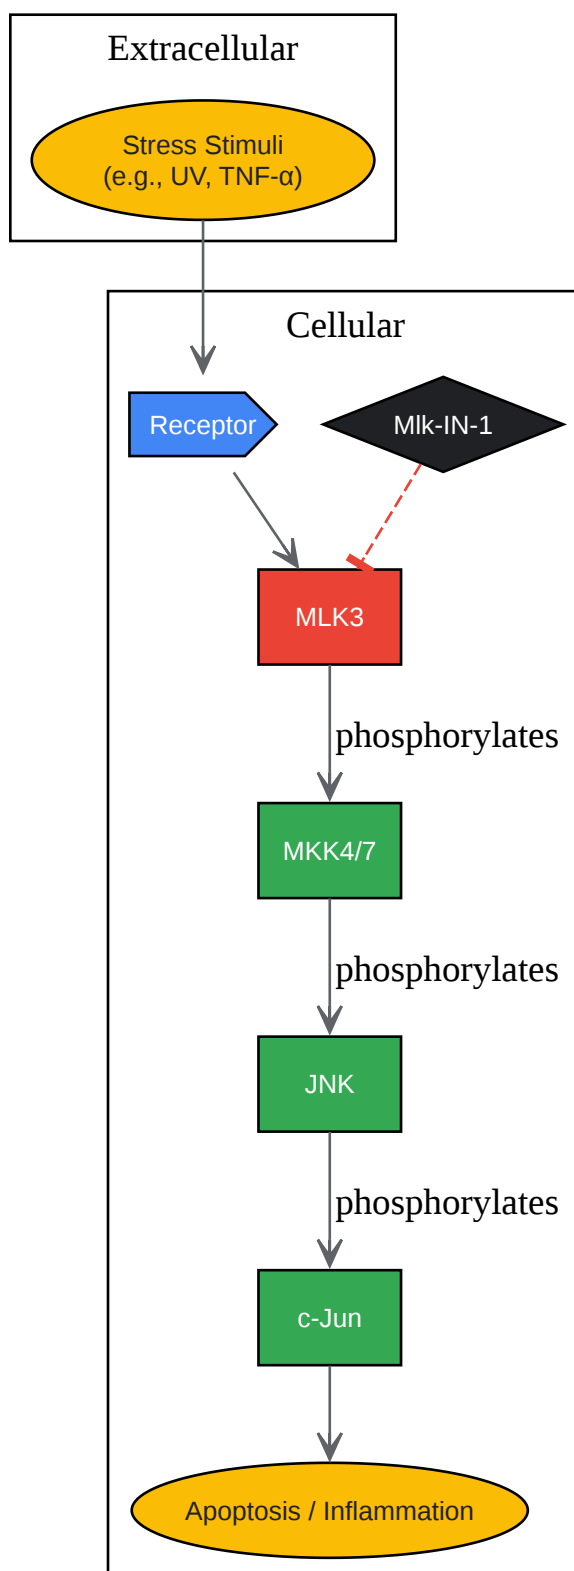 Extracellular
Stress Stimuli
(e.g., UV, TNF-α)
Cellular
Receptor
Mlk-IN-1
MLK3
phosphorylates
MKK4/7
phosphorylates
JNK
phosphorylates
c-Jun
Apoptosis / Inflammation